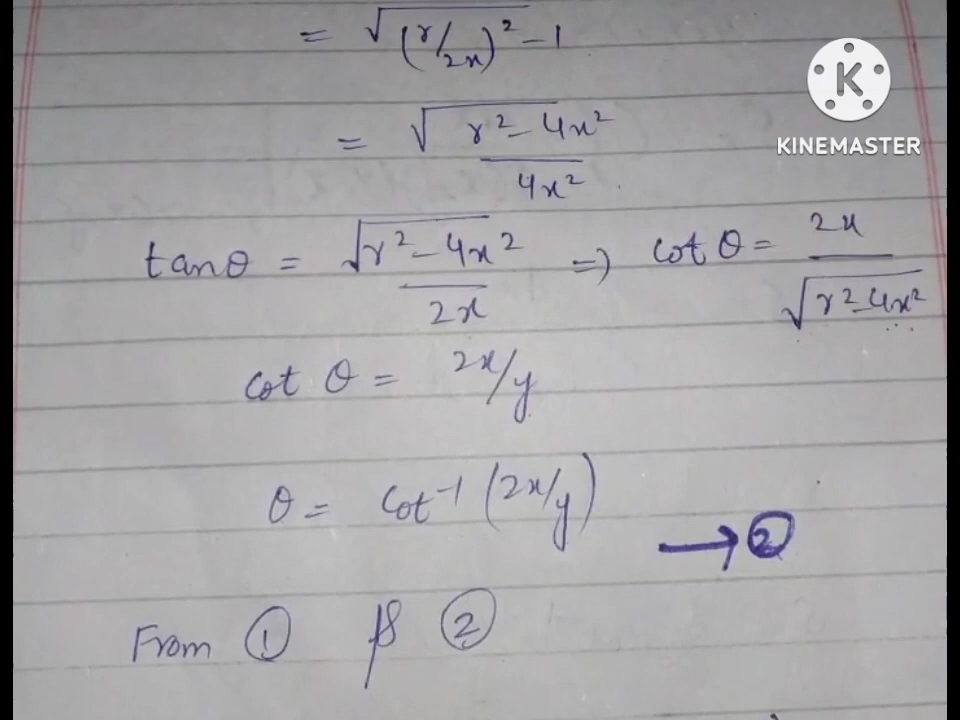 = √(r/2x)² - 1
KINEMASTER
= √ r² - 4x² / 4x²
tanθ = √r² - 4x² / 2x ⇒ cot θ = 2x / √r² - 4x²
cot θ = 2x/y
θ = cot⁻¹ (2x/y)
→ ②
From ① & ②